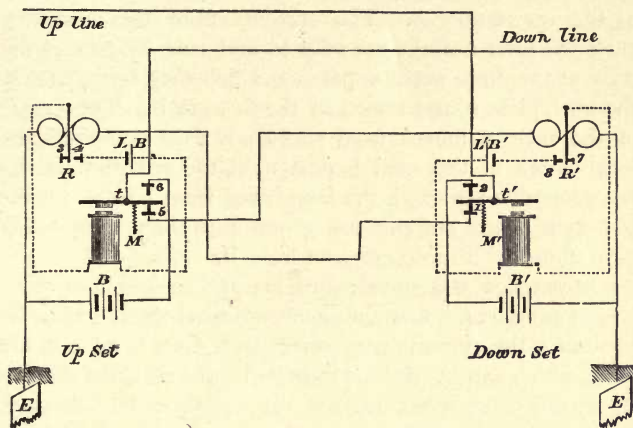 Up line
Down line
3 4
R
L B
t
6
5
M
B
Up Set
E
L' B'
8 7
R'
2
1
t'
M'
B'
Down Set
E